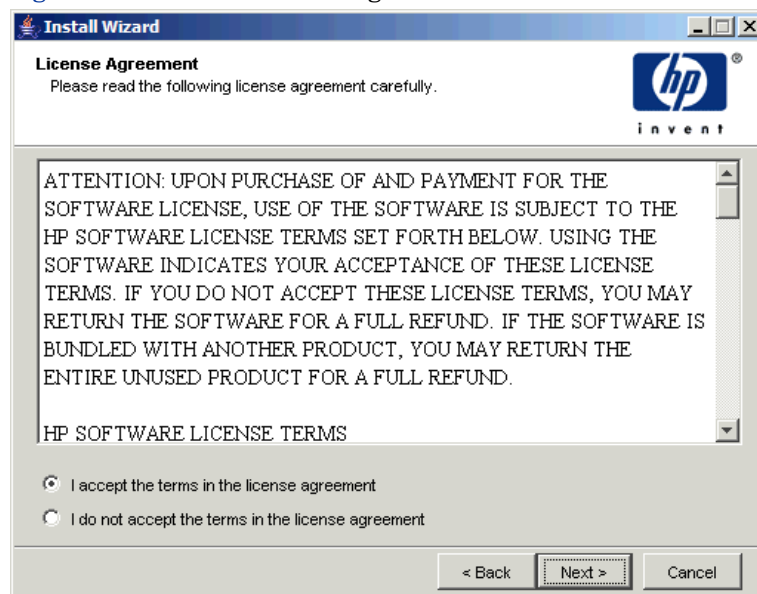 Install Wizard
License Agreement
Please read the following license agreement carefully.
hp
®
invent
ATTENTION: UPON PURCHASE OF AND PAYMENT FOR THE
SOFTWARE LICENSE, USE OF THE SOFTWARE IS SUBJECT TO THE
HP SOFTWARE LICENSE TERMS SET FORTH BELOW. USING THE
SOFTWARE INDICATES YOUR ACCEPTANCE OF THESE LICENSE
TERMS. IF YOU DO NOT ACCEPT THESE LICENSE TERMS, YOU MAY
RETURN THE SOFTWARE FOR A FULL REFUND. IF THE SOFTWARE IS
BUNDLED WITH ANOTHER PRODUCT, YOU MAY RETURN THE
ENTIRE UNUSED PRODUCT FOR A FULL REFUND.
HP SOFTWARE LICENSE TERMS
I accept the terms in the license agreement
I do not accept the terms in the license agreement
< Back Next > Cancel